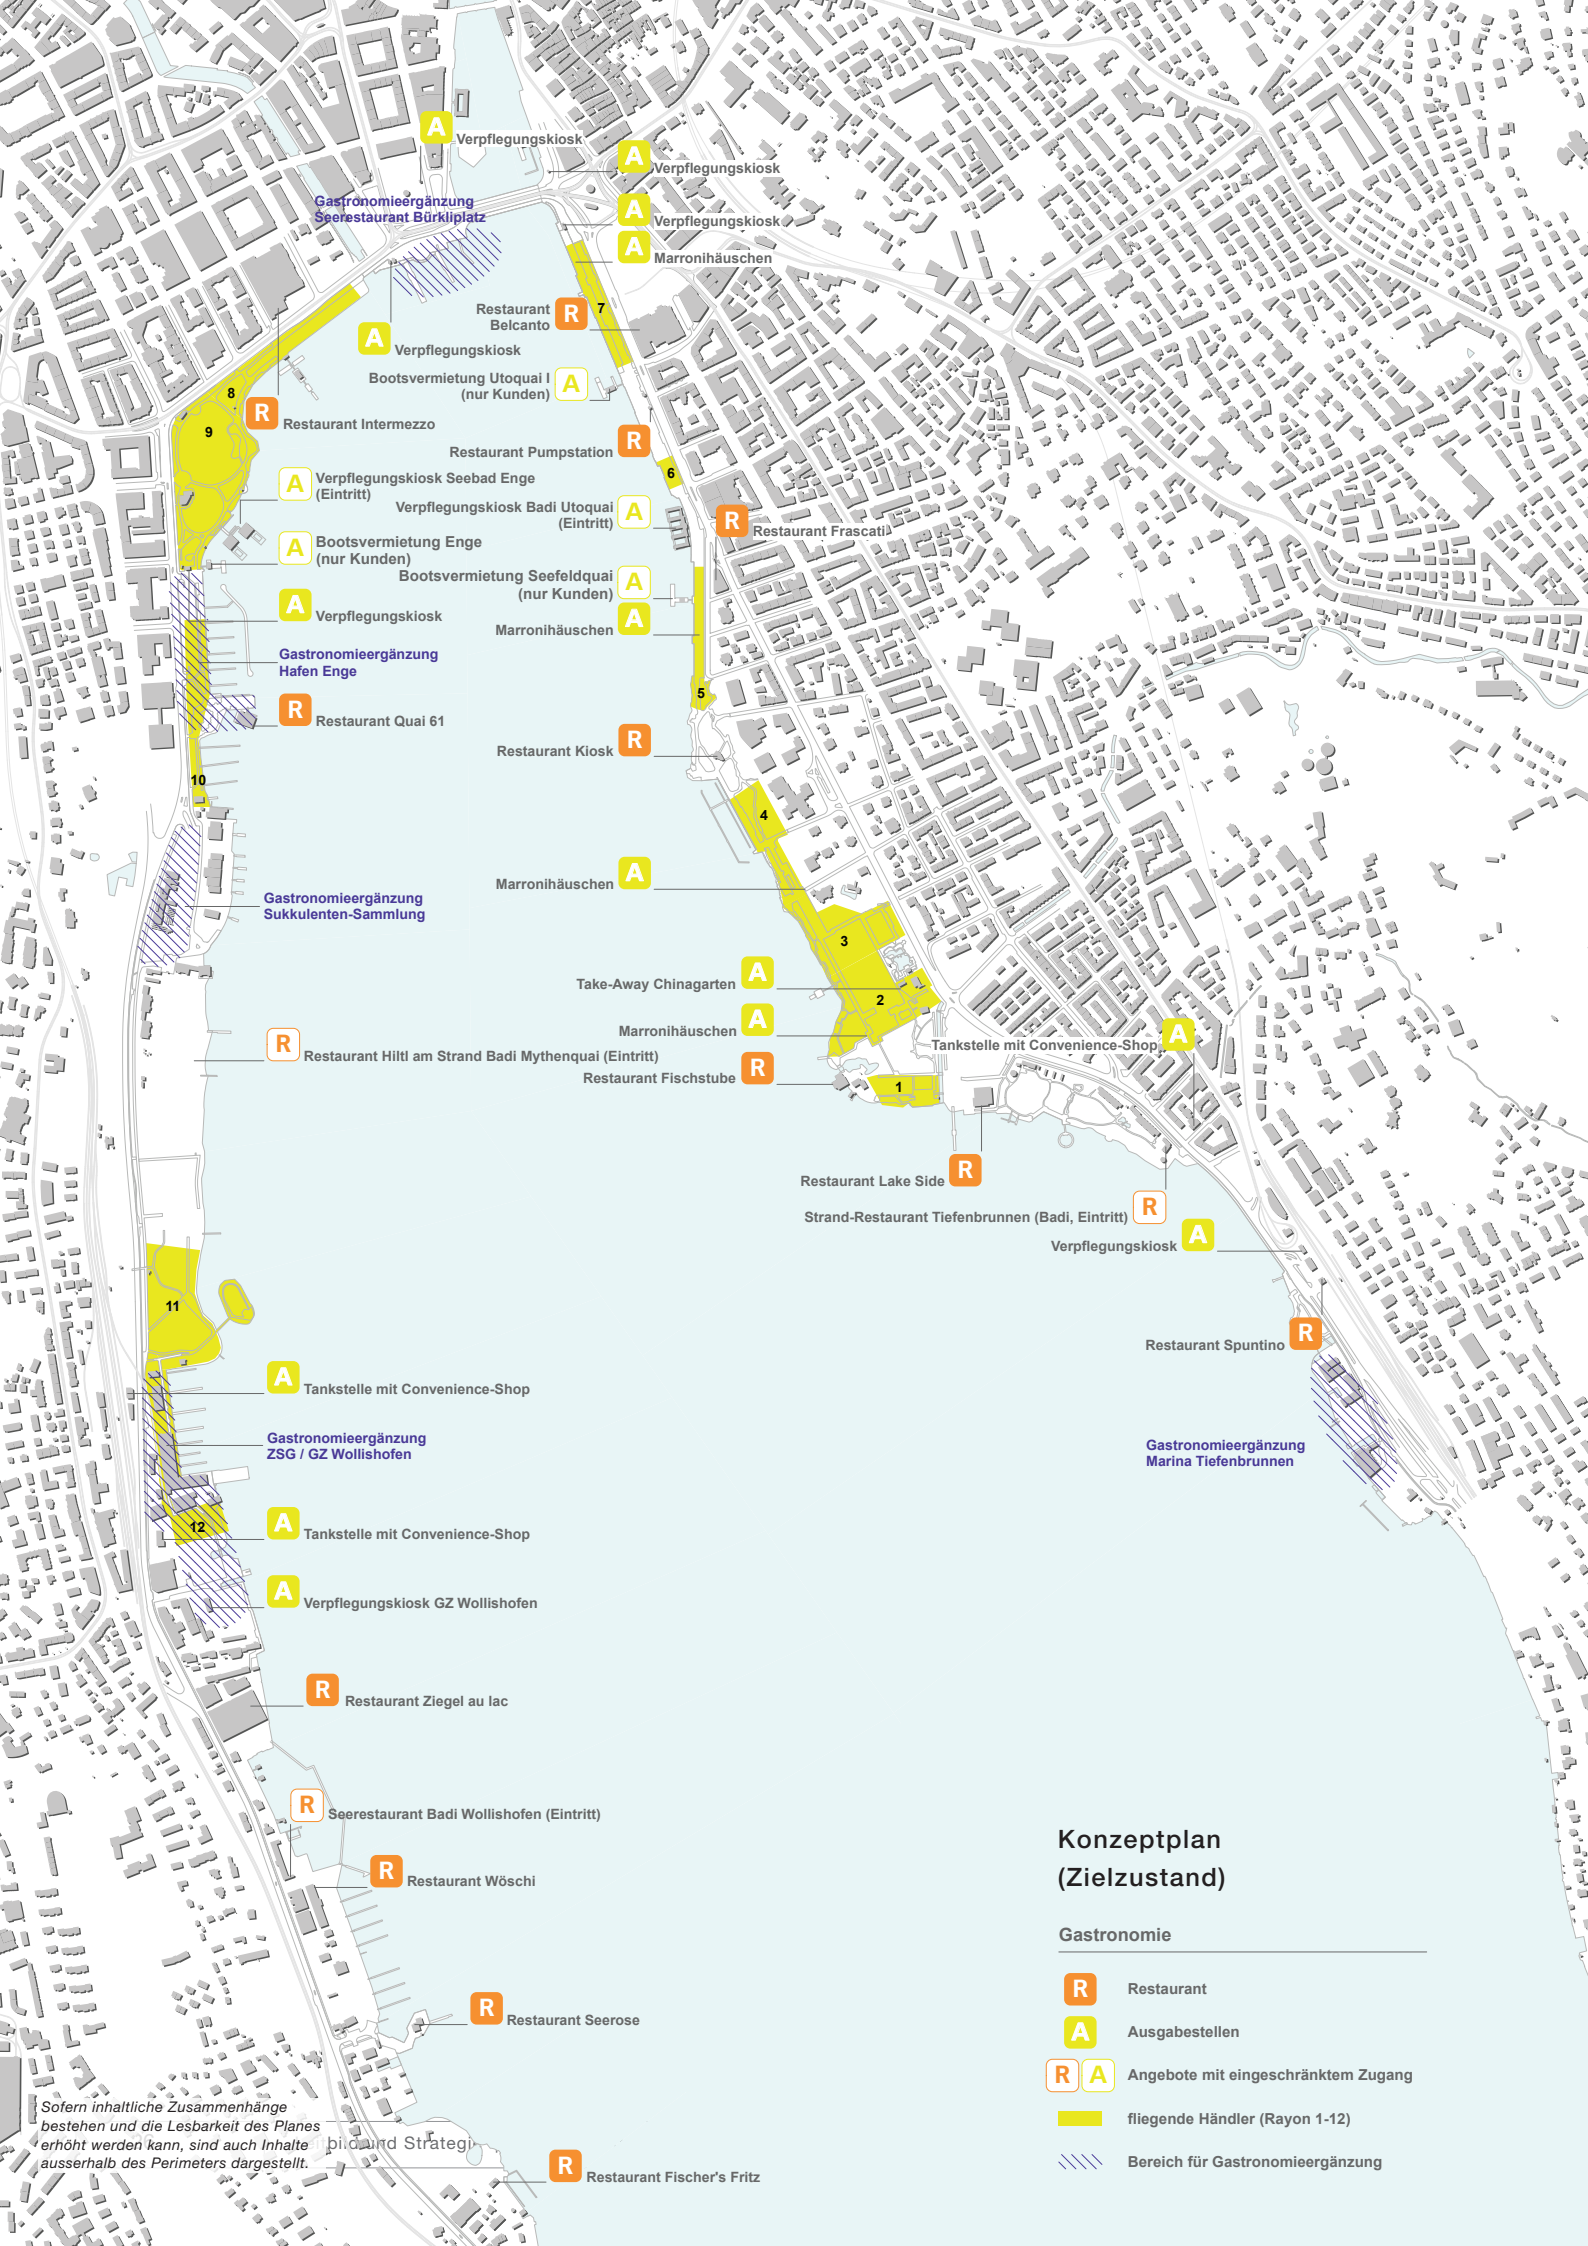 A
Verpflegungskiosk
A
Verpflegungskiosk
Gastronomieergänzung
Seerestaurant Bürkliplatz
A
Verpflegungskiosk
A
Marronihäuschen
Restaurant
Belcanto
R
7
A
Verpflegungskiosk
Bootsvermietung Utoquai I
(nur Kunden)
A
8
R
Restaurant Intermezzo
9
Restaurant Pumpstation
R
6
A
Verpflegungskiosk Seebad Enge
(Eintritt)
Verpflegungskiosk Badi Utoquai
(Eintritt)
A
R
Restaurant Frascati
A
Bootsvermietung Enge
(nur Kunden)
Bootsvermietung Seefeldquai
(nur Kunden)
A
A
Verpflegungskiosk
Marronihäuschen
A
Gastronomieergänzung
Hafen Enge
5
R
Restaurant Quai 61
Restaurant Kiosk
R
10
4
Marronihäuschen
A
Gastronomieergänzung
Sukkulenten-Sammlung
3
Take-Away Chinagarten
A
2
Marronihäuschen
A
Tankstelle mit Convenience-Shop
A
R
Restaurant Hiltl am Strand Badi Mythenquai (Eintritt)
Restaurant Fischstube
R
1
Restaurant Lake Side
R
Strand-Restaurant Tiefenbrunnen (Badi, Eintritt)
R
Verpflegungskiosk
A
11
Restaurant Spuntino
R
A
Tankstelle mit Convenience-Shop
Gastronomieergänzung
ZSG / GZ Wollishofen
Gastronomieergänzung
Marina Tiefenbrunnen
12
A
Tankstelle mit Convenience-Shop
A
Verpflegungskiosk GZ Wollishofen
R
Restaurant Ziegel au lac
R
Seerestaurant Badi Wollishofen (Eintritt)
R
Restaurant Wöschi
R
Restaurant Seerose
R
Restaurant Fischer's Fritz
Konzeptplan
(Zielzustand)
Gastronomie
R
Restaurant
A
Ausgabestellen
R A
Angebote mit eingeschränktem Zugang
fliegende Händler (Rayon 1-12)
Bereich für Gastronomieergänzung
Sofern inhaltliche Zusammenhänge
bestehen und die Lesbarkeit des Planes
erhöht werden kann, sind auch Inhalte
ausserhalb des Perimeters dargestellt.
und